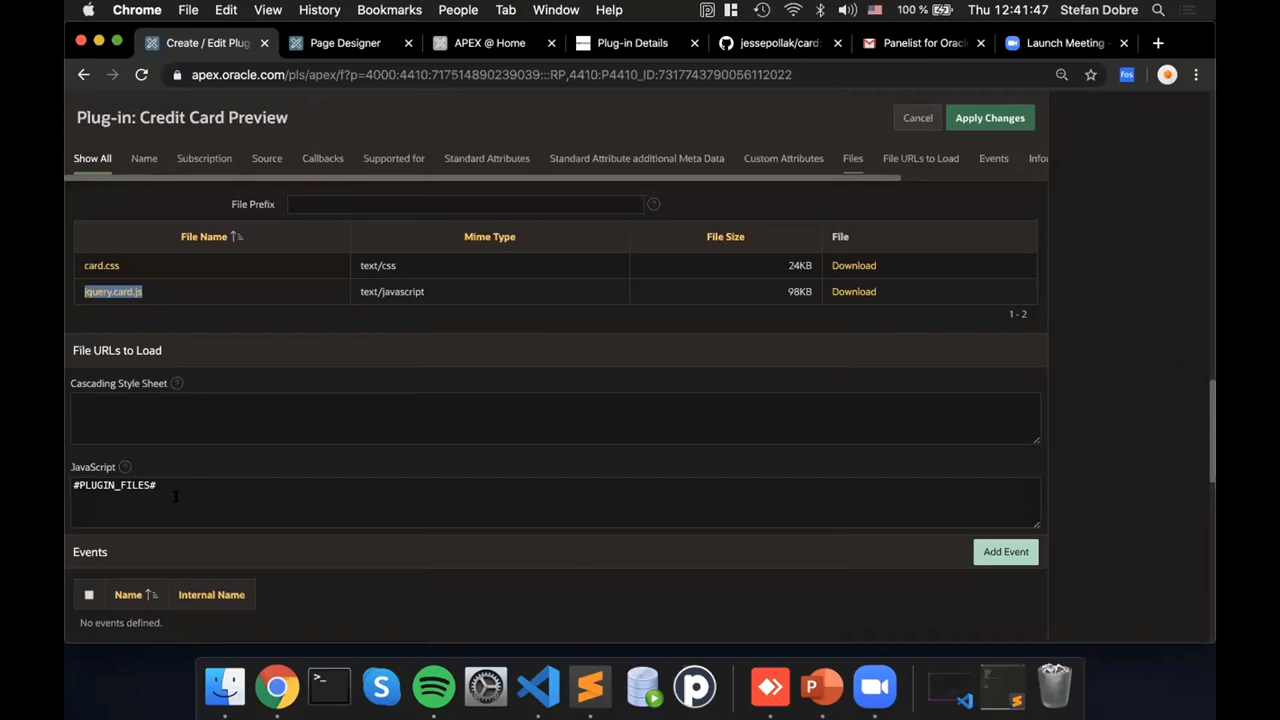 Chrome File Edit View History Bookmarks People Tab Window Help 100 % Thu 12:41:47 Stefan Dobre
Create / Edit Plug Page Designer APEX @ Home Plug-in Details jessepollak/card: Panelist for Oracl Launch Meeting -
apex.oracle.com/pls/apex/f?p=4000:4410:717514890239039:::RP,4410:P4410_ID:7317743790056112022 fos
Plug-in: Credit Card Preview Cancel Apply Changes
Show All Name Subscription Source Callbacks Supported for Standard Attributes Standard Attribute additional Meta Data Custom Attributes Files File URLs to Load Events Infor
File Prefix
File Name Mime Type File Size File
card.css text/css 24KB Download
jquery.card.js text/javascript 98KB Download
1 - 2
File URLs to Load
Cascading Style Sheet
JavaScript
#PLUGIN_FILES#
Events Add Event
Name Internal Name
No events defined.